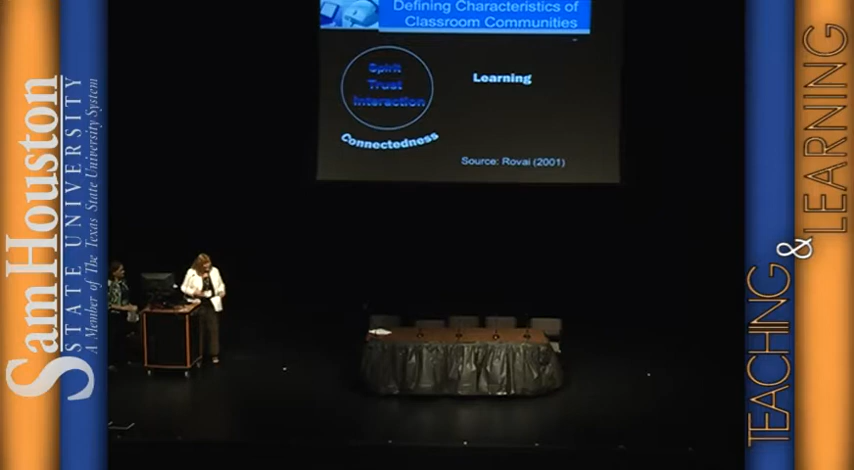 Sam Houston
STATE UNIVERSITY
A Member of The Texas State University System
Defining Characteristics of
Classroom Communities
Spirit
Trust
Interaction
Connectedness
Learning
Source: Rovai (2001)
TEACHING & LEARNING